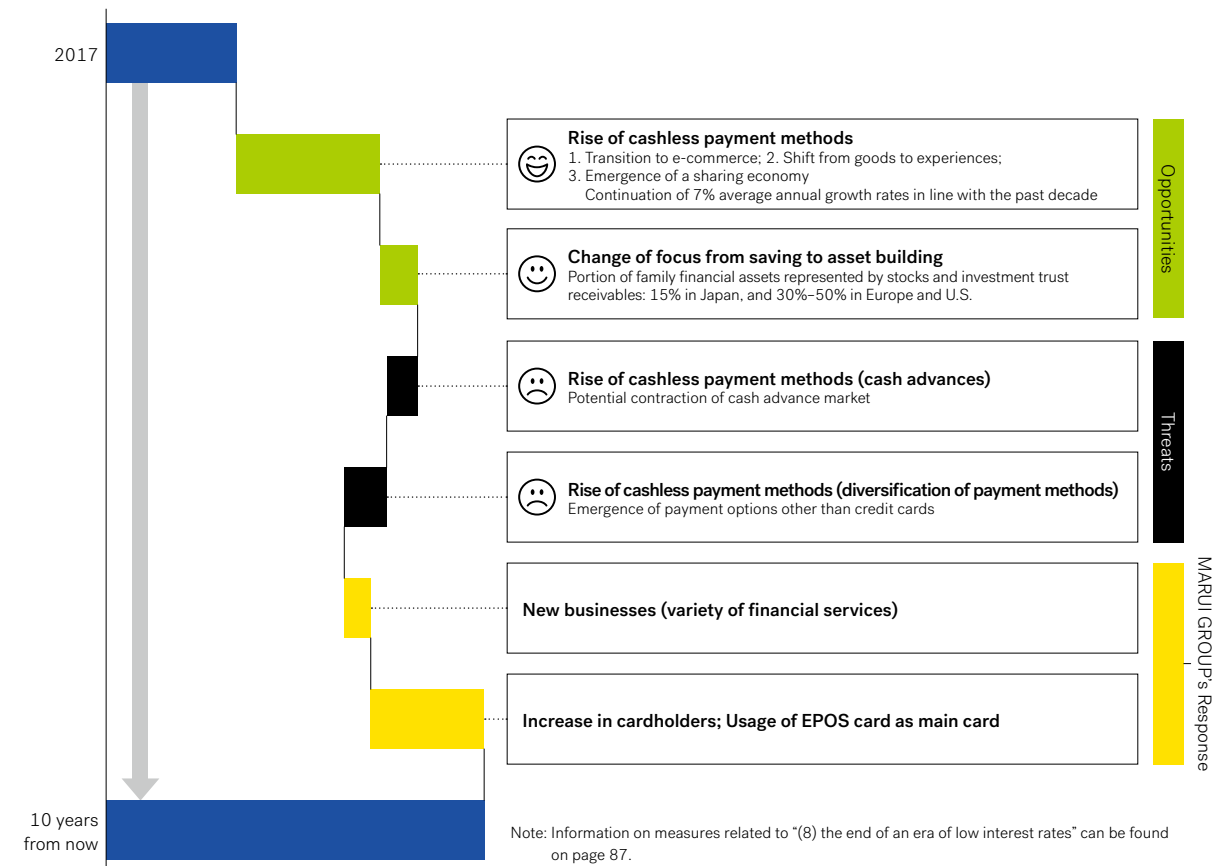 2017
Rise of cashless payment methods
1. Transition to e-commerce; 2. Shift from goods to experiences;
3. Emergence of a sharing economy
Continuation of 7% average annual growth rates in line with the past decade
Change of focus from saving to asset building
Portion of family financial assets represented by stocks and investment trust
receivables: 15% in Japan, and 30%–50% in Europe and U.S.
Opportunities
Rise of cashless payment methods (cash advances)
Potential contraction of cash advance market
Rise of cashless payment methods (diversification of payment methods)
Emergence of payment options other than credit cards
Threats
New businesses (variety of financial services)
Increase in cardholders; Usage of EPOS card as main card
MARUI GROUP's Response
10 years
from now
Note: Information on measures related to “(8) the end of an era of low interest rates” can be found
on page 87.